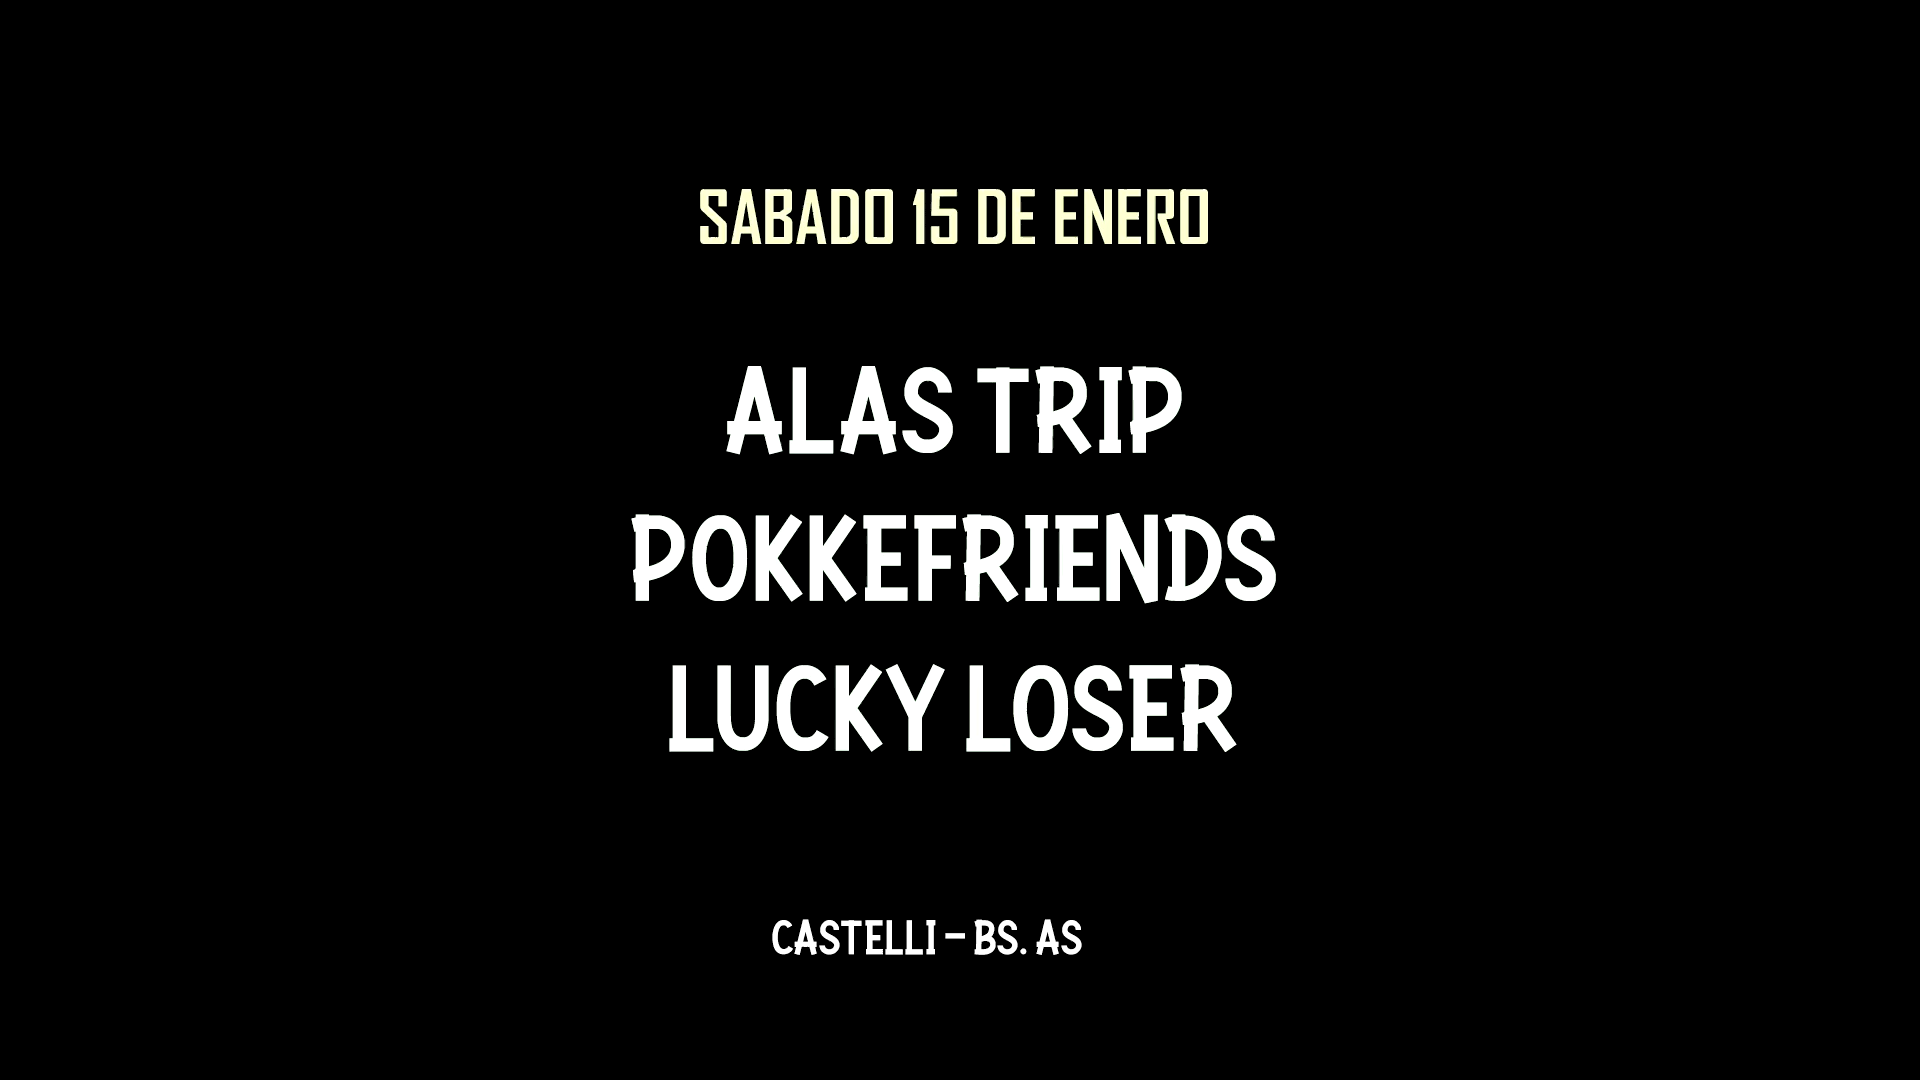 SABADO 15 DE ENERO
ALAS TRIP
POKKEFRIENDS
LUCKY LOSER
CASTELLI - BS. AS